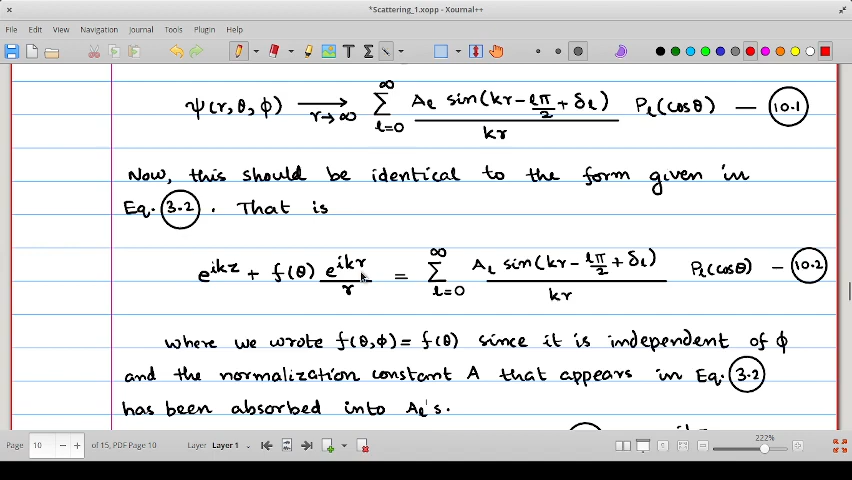 *Scattering_1.xopp - Xournal++
File Edit View Navigation Journal Tools Plugin Help
ψ(r,θ,φ) ⟶ r→∞ ∑_{l=0}^{∞} A_l sin(kr - lπ/2 + δ_l) / kr P_l(cosθ) — 10.1
Now, this should be identical to the form given in
Eq. 3.2. That is
e^{ikz} + f(θ) e^{ikr}/r = ∑_{l=0}^{∞} A_l sin(kr - lπ/2 + δ_l) / kr P_l(cosθ) — 10.2
where we wrote f(θ,φ) = f(θ) since it is independent of φ
and the normalization constant A that appears in Eq. 3.2
has been absorbed into A_l's.
Page 10 of 15, PDF Page 10 Layer Layer 1 222%